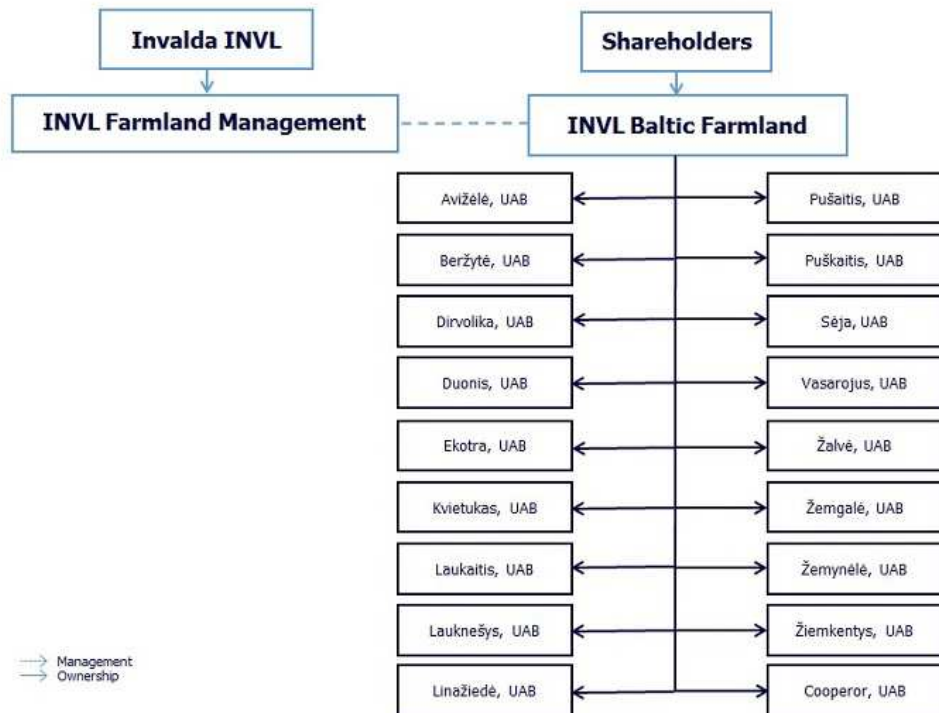 Invalda INVL
Shareholders
INVL Farmland Management
INVL Baltic Farmland
Avižėlė, UAB
Pušaitis, UAB
Beržytė, UAB
Puškaitis, UAB
Dirvolika, UAB
Sėja, UAB
Duonis, UAB
Vasarojus, UAB
Ekotra, UAB
Žalvė, UAB
Kvietukas, UAB
Žemgalė, UAB
Laukaitis, UAB
Žemynėlė, UAB
Lauknešys, UAB
Žiemkentys, UAB
Linažiedė, UAB
Cooperor, UAB
Management
Ownership